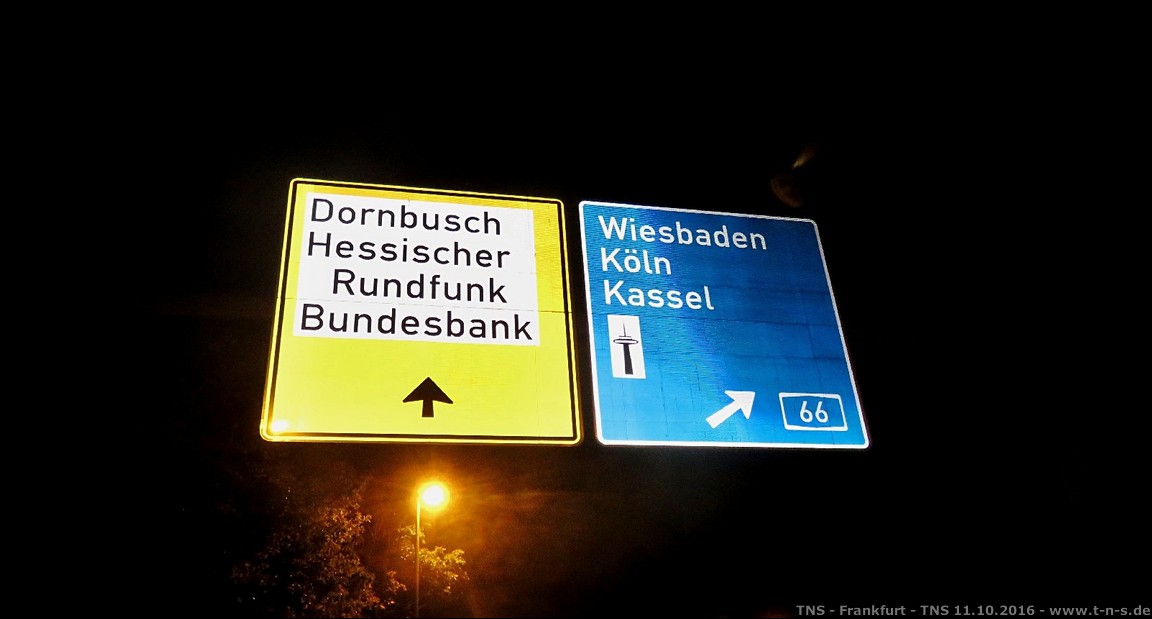 Dornbusch
Hessischer
Rundfunk
Bundesbank
Wiesbaden
Köln
Kassel
66
TNS - Frankfurt - TNS 11.10.2016 - www.t-n-s.de